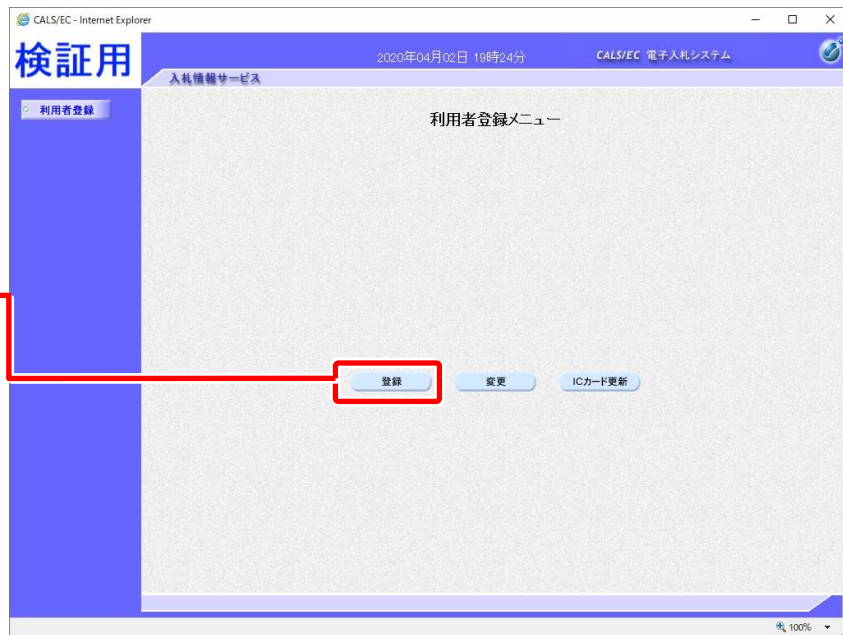 CALS/EC - Internet Explorer
検証用
2020年04月02日 19時24分
CALS/EC 電子入札システム
入札情報サービス
利用者登録
利用者登録メニュー
登録
変更
ICカード更新
100%